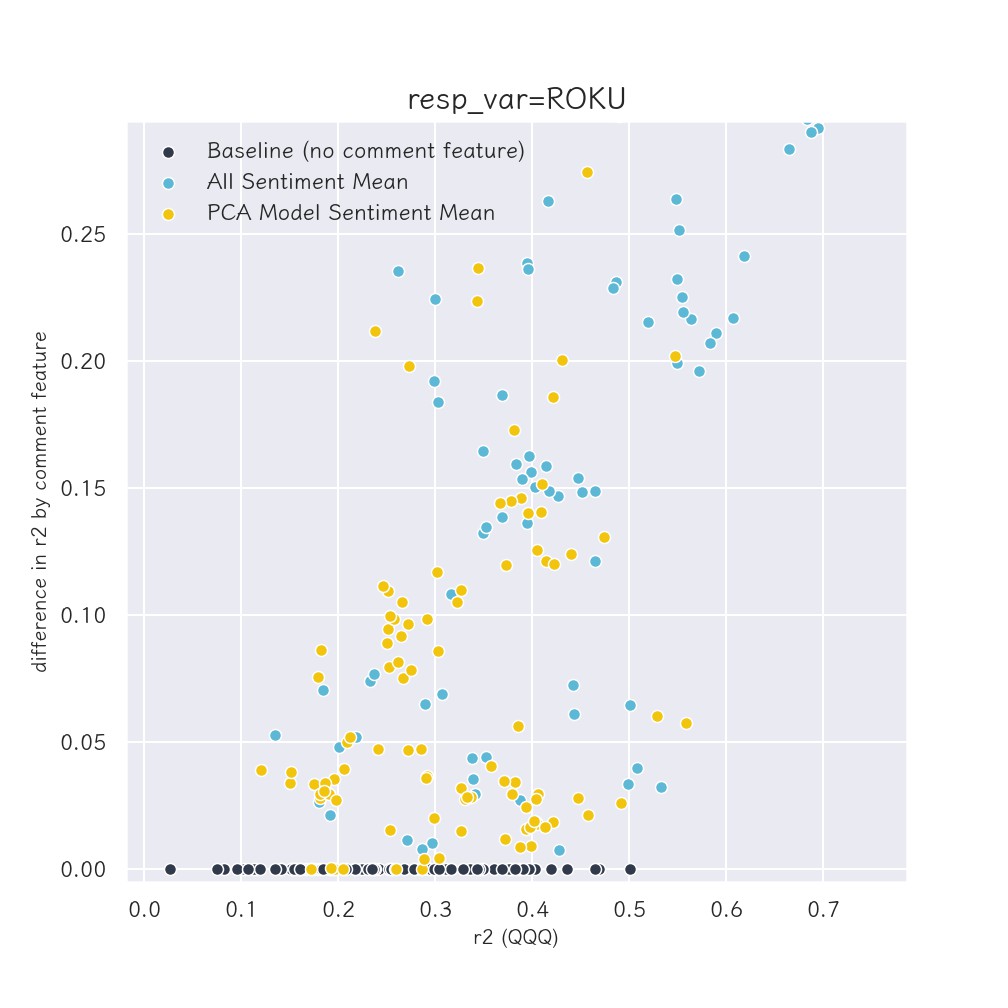 resp_var=ROKU
Baseline (no comment feature)
All Sentiment Mean
PCA Model Sentiment Mean
difference in r2 by comment feature
0.25
0.20
0.15
0.10
0.05
0.00
0.0 0.1 0.2 0.3 0.4 0.5 0.6 0.7
r2 (QQQ)